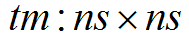 tm : ns × ns